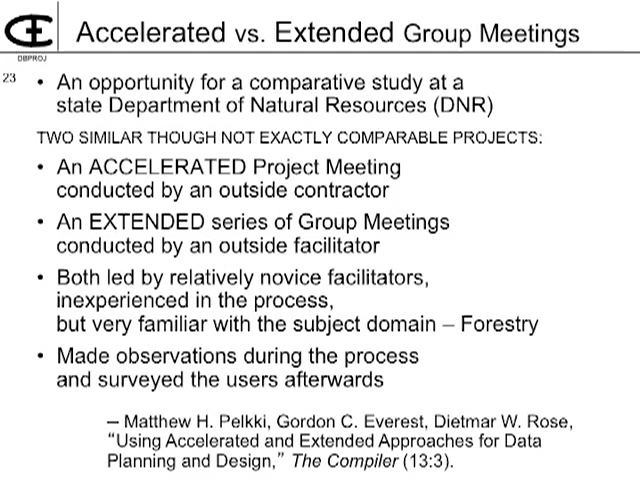 Accelerated vs. Extended Group Meetings
DBPROJ
23
• An opportunity for a comparative study at a
state Department of Natural Resources (DNR)
TWO SIMILAR THOUGH NOT EXACTLY COMPARABLE PROJECTS:
• An ACCELERATED Project Meeting
conducted by an outside contractor
• An EXTENDED series of Group Meetings
conducted by an outside facilitator
• Both led by relatively novice facilitators,
inexperienced in the process,
but very familiar with the subject domain – Forestry
• Made observations during the process
and surveyed the users afterwards
– Matthew H. Pelkki, Gordon C. Everest, Dietmar W. Rose,
“Using Accelerated and Extended Approaches for Data
Planning and Design,” The Compiler (13:3).